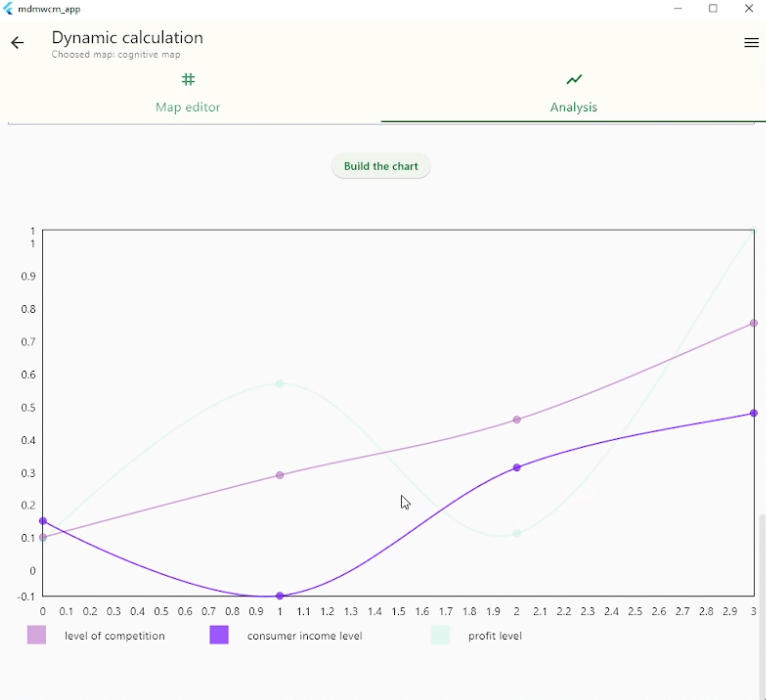 mdmwcm_app
Dynamic calculation
Choosed map: cognitive map
Map editor
Analysis
Build the chart
1
1
0.9
0.8
0.7
0.6
0.5
0.4
0.3
0.2
0.1
0
-0.1
0 0.1 0.2 0.3 0.4 0.5 0.6 0.7 0.8 0.9 1 1.1 1.2 1.3 1.4 1.5 1.6 1.7 1.8 1.9 2 2.1 2.2 2.3 2.4 2.5 2.6 2.7 2.8 2.9 3
level of competition consumer income level profit level